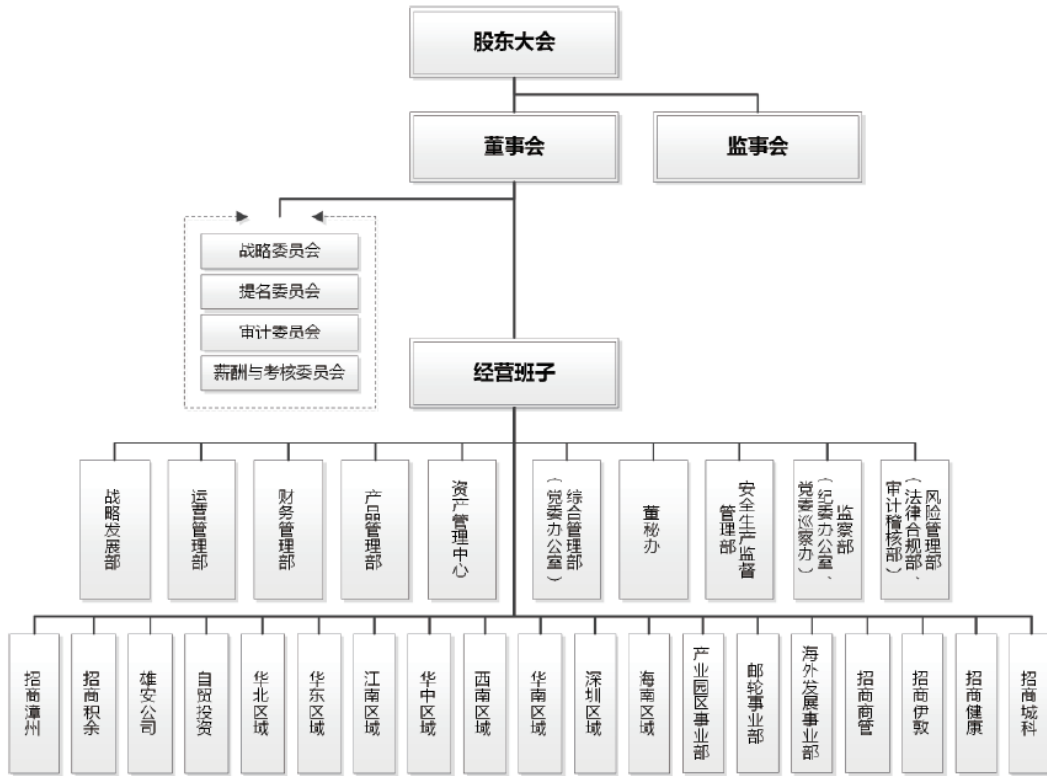 股东大会
董事会
监事会
战略委员会
提名委员会
审计委员会
薪酬与考核委员会
经营班子
战略发展部
运营管理部
财务管理部
产品管理部
资产管理中心
综合管理部
（党委办公室）
董秘办
安全生产监督
管理部
监察部
（纪委办公室、
党委巡察办）
风险管理部
（法律合规部、
审计稽核部）
招商漳州
招商积余
雄安公司
自贸投资
华北区域
华东区域
江南区域
华中区域
西南区域
华南区域
深圳区域
海南区域
产业园区事业部
邮轮事业部
海外发展事业部
招商商管
招商伊敦
招商健康
招商城科